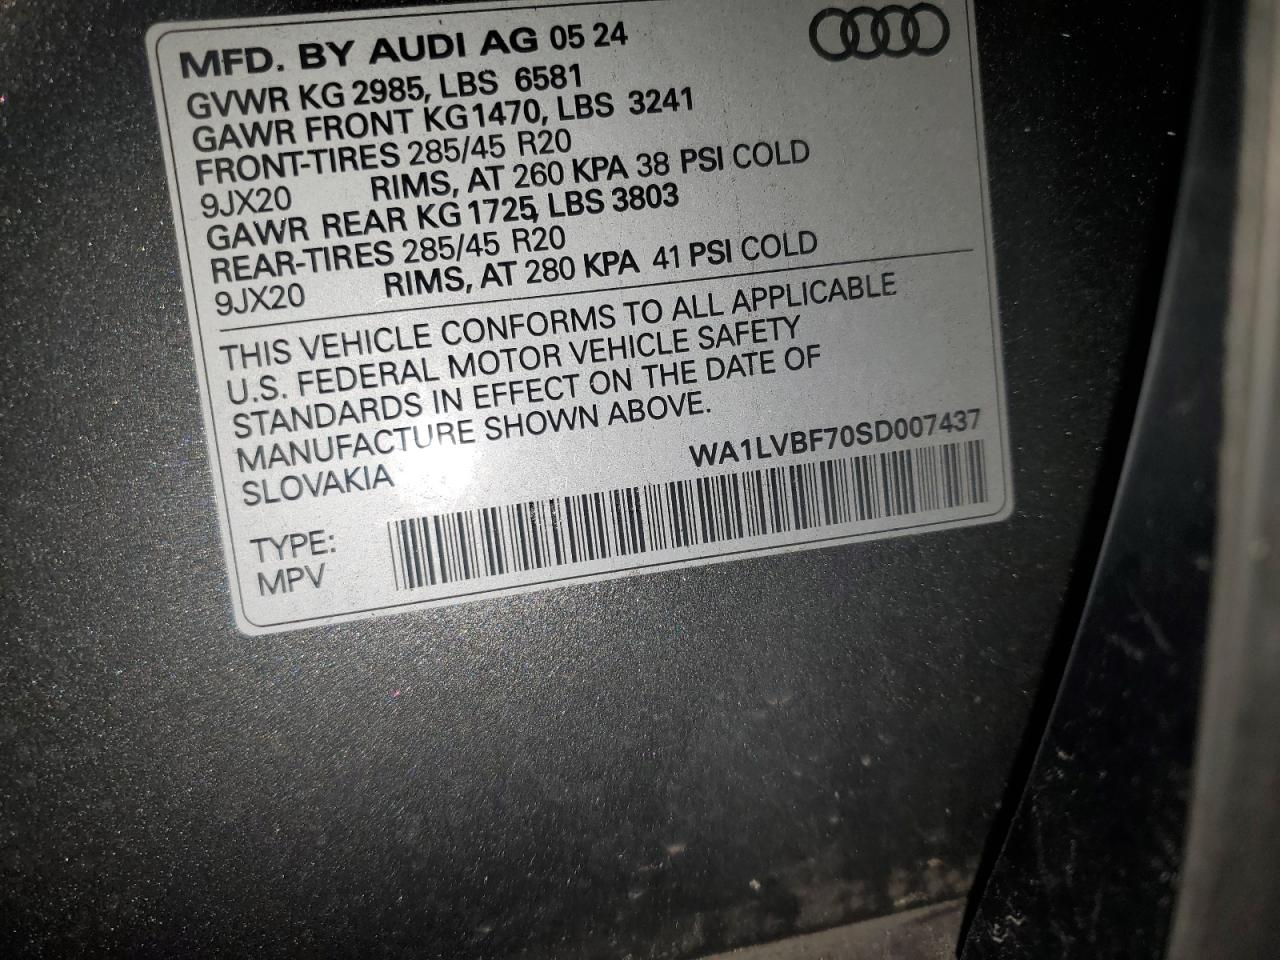 MFD. BY AUDI AG 05 24
GVWR KG 2985, LBS 6581
GAWR FRONT KG1470, LBS 3241
FRONT-TIRES 285/45 R20
9JX20 RIMS, AT 260 KPA 38 PSI COLD
GAWR REAR KG 1725, LBS 3803
REAR-TIRES 285/45 R20
9JX20 RIMS, AT 280 KPA 41 PSI COLD
THIS VEHICLE CONFORMS TO ALL APPLICABLE
U.S. FEDERAL MOTOR VEHICLE SAFETY
STANDARDS IN EFFECT ON THE DATE OF
MANUFACTURE SHOWN ABOVE.
SLOVAKIA WA1LVBF70SD007437
TYPE:
MPV